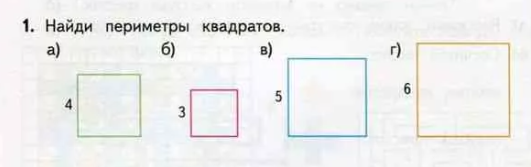 1. Найди периметры квадратов.
а) б) в) г)
4 3 5 6